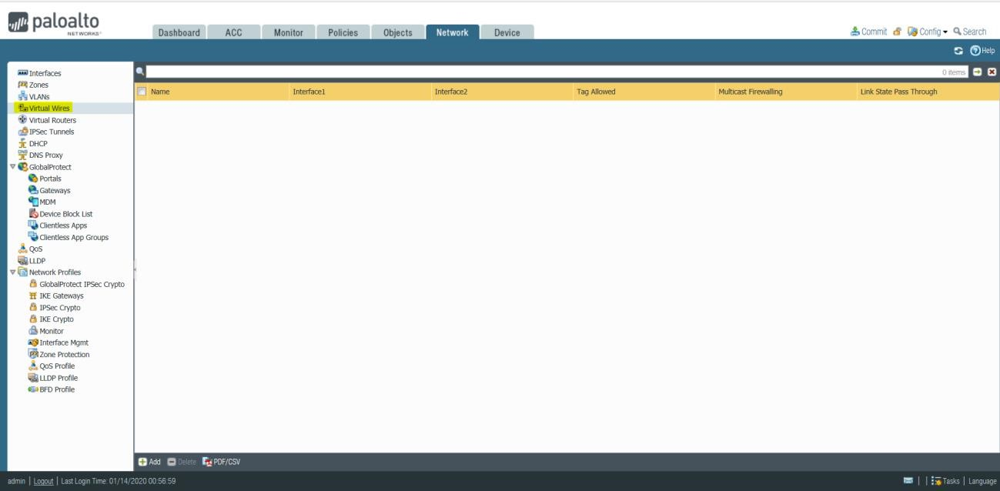 paloalto
NETWORKS
Dashboard ACC Monitor Policies Objects Network Device
Commit Config Search
Help
Interfaces
Zones
VLANs
Virtual Wires
Virtual Routers
IPSec Tunnels
DHCP
DNS Proxy
GlobalProtect
Portals
Gateways
MDM
Device Block List
Clientless Apps
Clientless App Groups
QoS
LLDP
Network Profiles
GlobalProtect IPSec Crypto
IKE Gateways
IPSec Crypto
IKE Crypto
Monitor
Interface Mgmt
Zone Protection
QoS Profile
LLDP Profile
BFD Profile
0 items
Name Interface1 Interface2 Tag Allowed Multicast Firewalling Link State Pass Through
Add Delete PDF/CSV
admin | Logout | Last Login Time: 01/14/2020 00:56:59
Tasks | Language